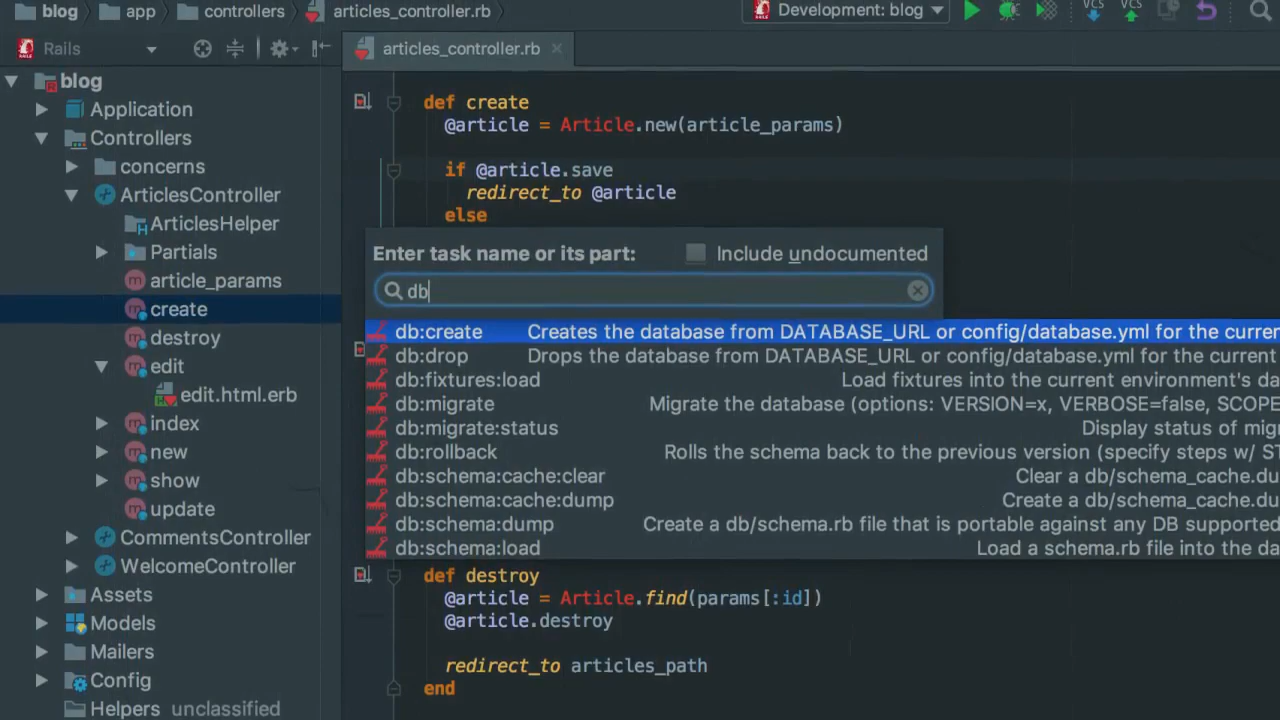 blog app controllers articles_controller.rb
Development: blog
VCS VCS
Rails
articles_controller.rb
blog
Application
Controllers
concerns
ArticlesController
ArticlesHelper
Partials
article_params
create
destroy
edit
edit.html.erb
index
new
show
update
CommentsController
WelcomeController
Assets
Models
Mailers
Config
Helpers unclassified
def create
@article = Article.new(article_params)
if @article.save
redirect_to @article
else
Enter task name or its part: Include undocumented
db
db:create Creates the database from DATABASE_URL or config/database.yml for the currer
db:drop Drops the database from DATABASE_URL or config/database.yml for the current
db:fixtures:load Load fixtures into the current environment's da
db:migrate Migrate the database (options: VERSION=x, VERBOSE=false, SCOPE
db:migrate:status Display status of migr
db:rollback Rolls the schema back to the previous version (specify steps w/ ST
db:schema:cache:clear Clear a db/schema_cache.du
db:schema:cache:dump Create a db/schema_cache.du
db:schema:dump Create a db/schema.rb file that is portable against any DB supported
db:schema:load Load a schema.rb file into the da
def destroy
@article = Article.find(params[:id])
@article.destroy
redirect_to articles_path
end